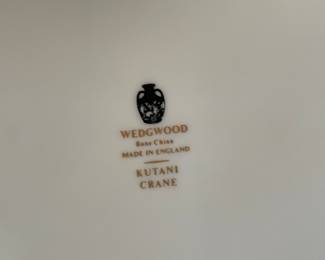 WEDGWOOD
Bone China
MADE IN ENGLAND
KUTANI
CRANE